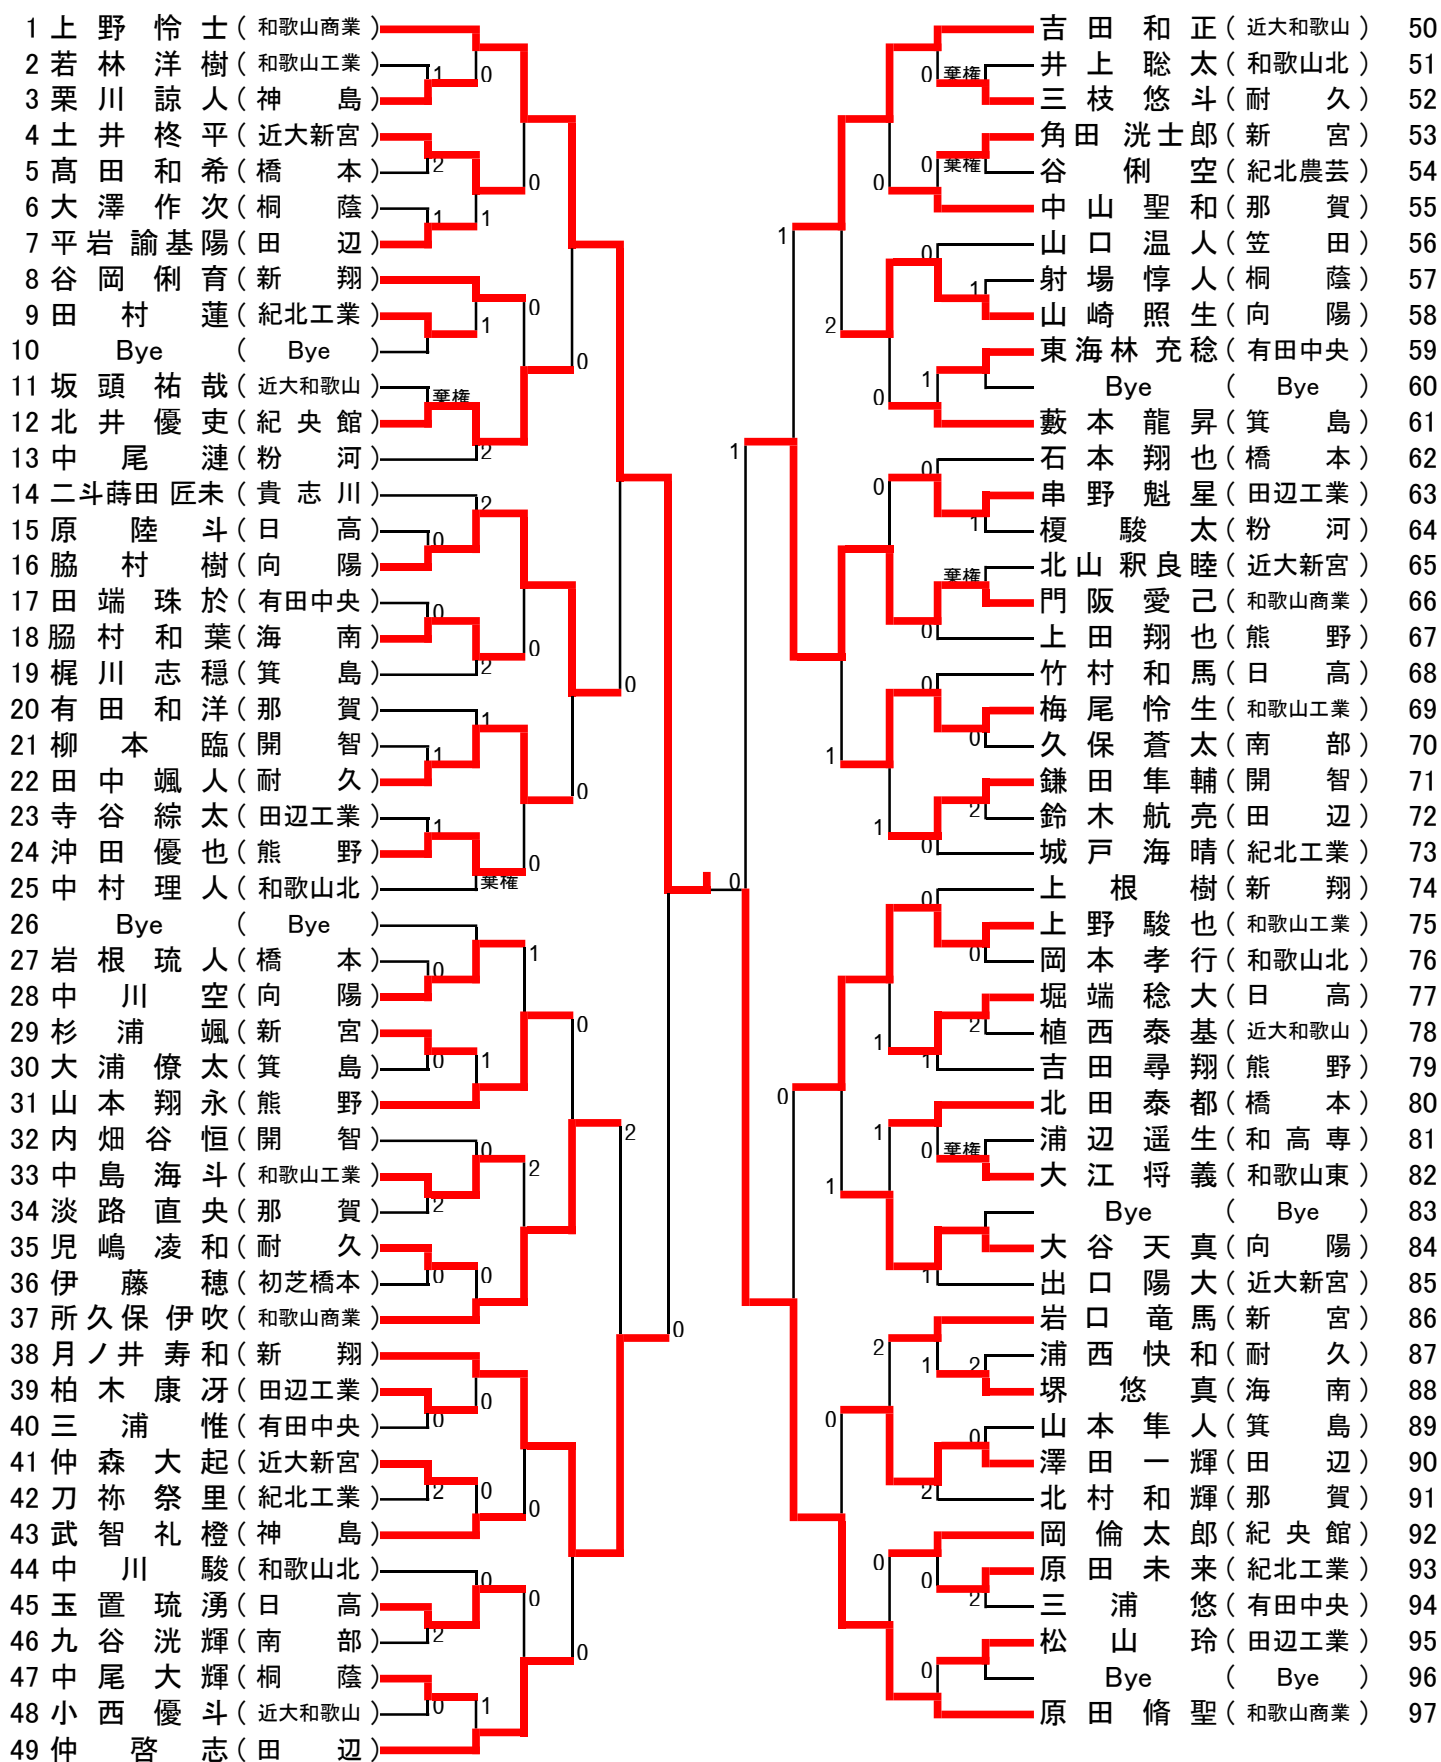 1 上野 怜士 ( 和歌山商業 )
2 若林 洋樹 ( 和歌山工業 )
3 栗川 諒人 ( 神島 )
4 土井 柊平 ( 近大新宮 )
5 髙田 和希 ( 橋本 )
6 大澤 作次 ( 桐蔭 )
7 平岩 諭基陽 ( 田辺 )
8 谷岡 俐育 ( 新翔 )
9 田村 蓮 ( 紀北工業 )
10 Bye ( Bye )
11 坂頭 祐哉 ( 近大和歌山 )
12 北井 優吏 ( 紀央館 )
13 中尾 漣 ( 粉河 )
14 二斗蒔田 匠未 ( 貴志川 )
15 原 陸斗 ( 日高 )
16 脇村 樹 ( 向陽 )
17 田端 珠於 ( 有田中央 )
18 脇村 和葉 ( 海南 )
19 梶川 志穏 ( 箕島 )
20 有田 和洋 ( 那賀 )
21 柳本 臨 ( 開智 )
22 田中 颯人 ( 耐久 )
23 寺谷 綜太 ( 田辺工業 )
24 沖田 優也 ( 熊野 )
25 中村 理人 ( 和歌山北 )
26 Bye ( Bye )
27 岩根 琉人 ( 橋本 )
28 中川 空 ( 向陽 )
29 杉浦 颯 ( 新宮 )
30 大浦 僚太 ( 箕島 )
31 山本 翔永 ( 熊野 )
32 内畑 谷恒 ( 開智 )
33 中島 海斗 ( 和歌山工業 )
34 淡路 直央 ( 那賀 )
35 児嶋 凌和 ( 耐久 )
36 伊藤 穂 ( 初芝橋本 )
37 所久保 伊吹 ( 和歌山商業 )
38 月ノ井 寿和 ( 新翔 )
39 柏木 康冴 ( 田辺工業 )
40 三浦 惟 ( 有田中央 )
41 仲森 大起 ( 近大新宮 )
42 刀祢 祭里 ( 紀北工業 )
43 武智 礼橙 ( 神島 )
44 中川 駿 ( 和歌山北 )
45 玉置 琉湧 ( 日高 )
46 九谷 洸輝 ( 南部 )
47 中尾 大輝 ( 桐蔭 )
48 小西 優斗 ( 近大和歌山 )
49 仲 啓志 ( 田辺 )
吉田 和正 ( 近大和歌山 ) 50
井上 聡太 ( 和歌山北 ) 51
三枝 悠斗 ( 耐久 ) 52
角田 洸士郎 ( 新宮 ) 53
谷 俐空 ( 紀北農芸 ) 54
中山 聖和 ( 那賀 ) 55
山口 温人 ( 笠田 ) 56
射場 惇人 ( 桐蔭 ) 57
山崎 照生 ( 向陽 ) 58
東海林 充稔 ( 有田中央 ) 59
Bye ( Bye ) 60
藪本 龍昇 ( 箕島 ) 61
石本 翔也 ( 橋本 ) 62
串野 魁星 ( 田辺工業 ) 63
榎 駿太 ( 粉河 ) 64
北山 釈良睦 ( 近大新宮 ) 65
門阪 愛己 ( 和歌山商業 ) 66
上田 翔也 ( 熊野 ) 67
竹村 和馬 ( 日高 ) 68
梅尾 怜生 ( 和歌山工業 ) 69
久保 蒼太 ( 南部 ) 70
鎌田 隼輔 ( 開智 ) 71
鈴木 航亮 ( 田辺 ) 72
城戸 海晴 ( 紀北工業 ) 73
上根 樹 ( 新翔 ) 74
上野 駿也 ( 和歌山工業 ) 75
岡本 孝行 ( 和歌山北 ) 76
堀端 稔大 ( 日高 ) 77
植西 泰基 ( 近大和歌山 ) 78
吉田 尋翔 ( 熊野 ) 79
北田 泰都 ( 橋本 ) 80
浦辺 遥生 ( 和高専 ) 81
大江 将義 ( 和歌山東 ) 82
Bye ( Bye ) 83
大谷 天真 ( 向陽 ) 84
出口 陽大 ( 近大新宮 ) 85
岩口 竜馬 ( 新宮 ) 86
浦西 快和 ( 耐久 ) 87
堺 悠真 ( 海南 ) 88
山本 隼人 ( 箕島 ) 89
澤田 一輝 ( 田辺 ) 90
北村 和輝 ( 那賀 ) 91
岡 倫太郎 ( 紀央館 ) 92
原田 未来 ( 紀北工業 ) 93
三浦 悠 ( 有田中央 ) 94
松山 玲 ( 田辺工業 ) 95
Bye ( Bye ) 96
原田 脩聖 ( 和歌山商業 ) 97